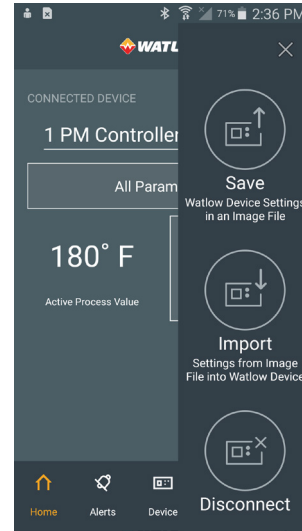 71% 2:36 PM
WATL
CONNECTED DEVICE
1 PM Controller
All Param
180° F
Active Process Value
Save
Watlow Device Settings
in an Image File
Import
Settings from Image
File into Watlow Device
Disconnect
Home Alerts Device